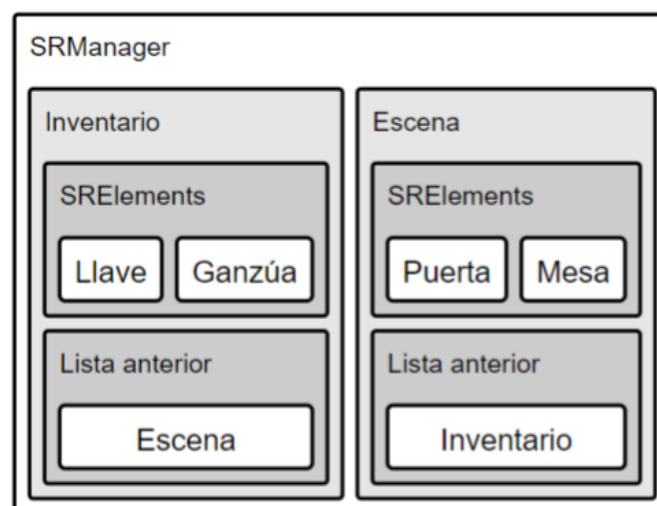 SRManager
Inventario
SRElements
Llave
Ganzúa
Lista anterior
Escena
Escena
SRElements
Puerta
Mesa
Lista anterior
Inventario